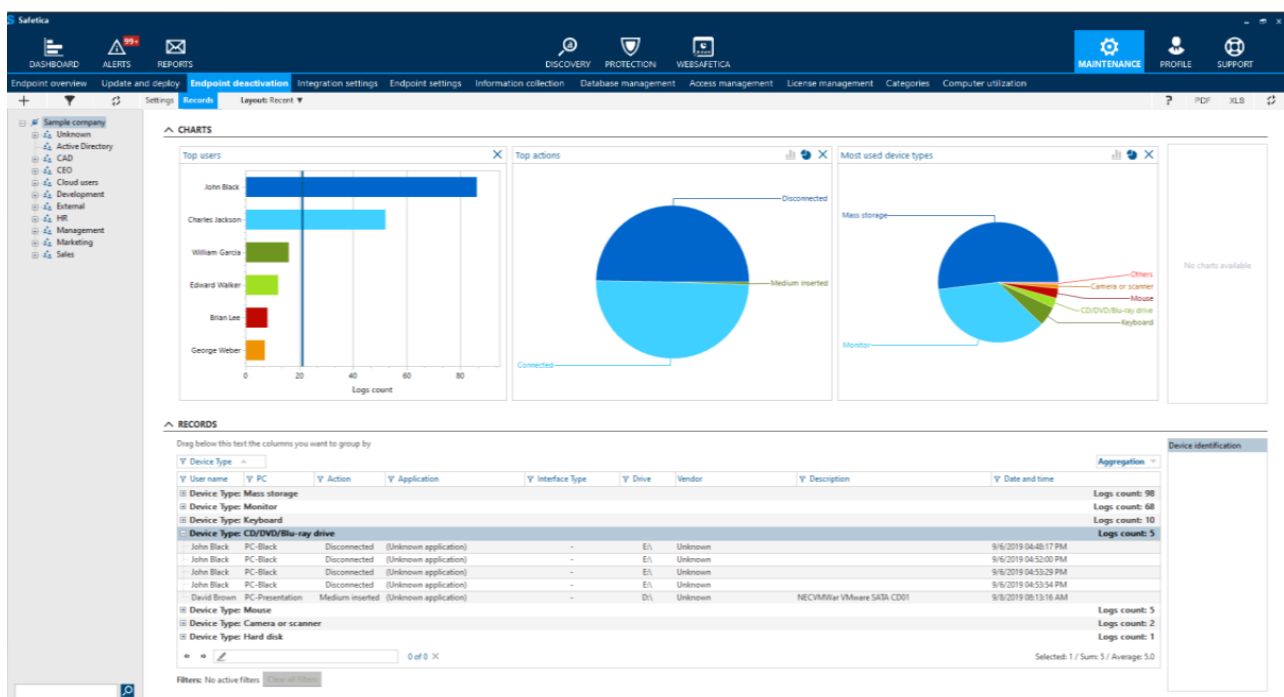 Safetica
99+
DASHBOARD ALERTS REPORTS DISCOVERY PROTECTION WEBSAFETICA MAINTENANCE PROFILE SUPPORT
Endpoint overview Update and deploy Endpoint deactivation Integration settings Endpoint settings Information collection Database management Access management License management Categories Computer utilization
Settings Records Layout: Recent ▼ ? PDF XLS
Sample company
Unknown
Active Directory
CAD
CEO
Cloud users
Development
External
HR
Management
Marketing
Sales
CHARTS
Top users
John Black
Charles Jackson
William Garcia
Edward Walker
Brian Lee
George Weber
0 20 40 60 80
Logs count
Top actions
Disconnected
Medium inserted
Connected
Most used device types
Mass storage
Others
Camera or scanner
Mouse
CD/DVD/Blu-ray drive
Keyboard
Monitor
No charts available
RECORDS
Drag below this text the columns you want to group by
Device identification
Device Type
Aggregation
User name PC Action Application Interface Type Drive Vendor Description Date and time
Device Type: Mass storage Logs count: 98
Device Type: Monitor Logs count: 68
Device Type: Keyboard Logs count: 10
Device Type: CD/DVD/Blu-ray drive Logs count: 5
John Black PC-Black Disconnected (Unknown application) - E:\ Unknown 9/6/2019 04:48:17 PM
John Black PC-Black Disconnected (Unknown application) - E:\ Unknown 9/6/2019 04:52:00 PM
John Black PC-Black Disconnected (Unknown application) - E:\ Unknown 9/6/2019 04:53:29 PM
John Black PC-Black Disconnected (Unknown application) - E:\ Unknown 9/6/2019 04:53:54 PM
David Brown PC-Presentation Medium inserted (Unknown application) - D:\ Unknown NECVMWar VMware SATA CD01 9/8/2019 08:13:16 AM
Device Type: Mouse Logs count: 5
Device Type: Camera or scanner Logs count: 2
Device Type: Hard disk Logs count: 1
0 of 0 Selected: 1 / Sum: 5 / Average: 5.0
Filters: No active filters Clear all filters